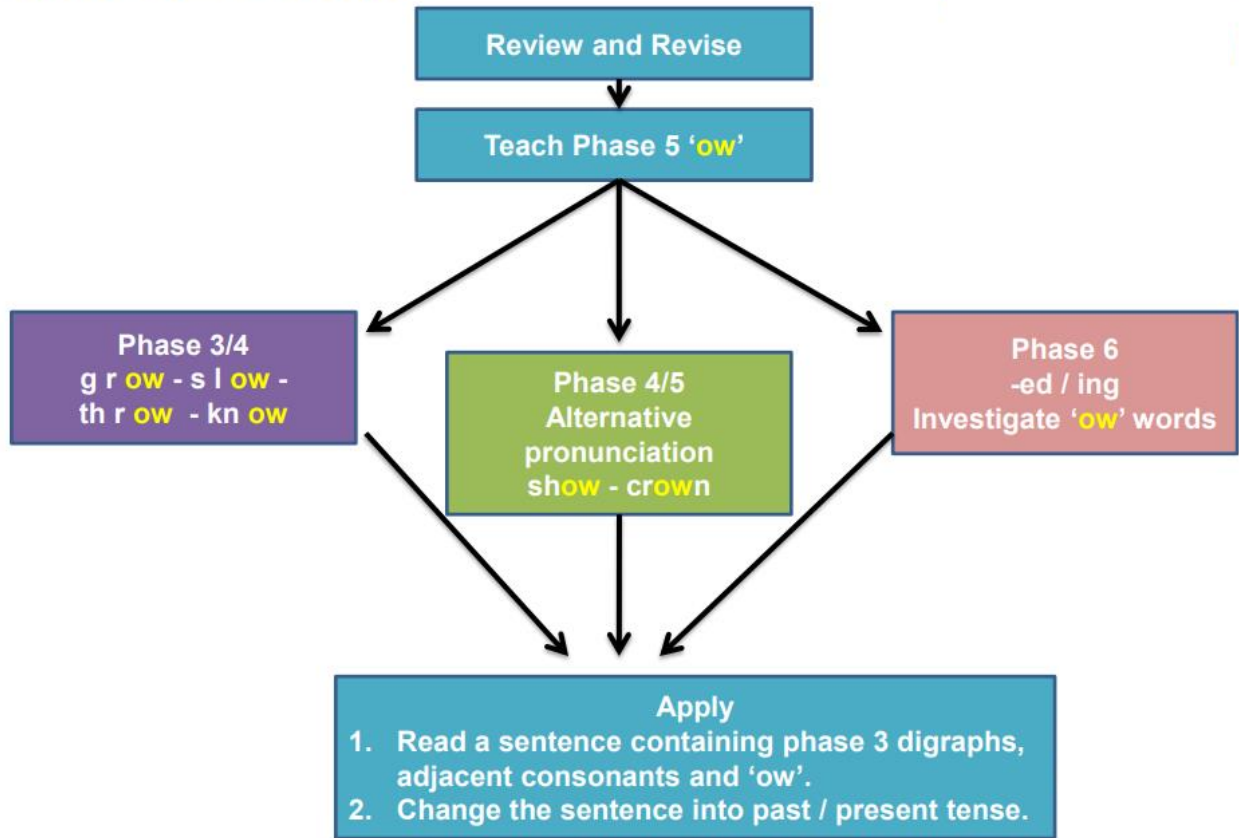 Review and Revise
Teach Phase 5 ‘ow’
Phase 3/4
g r ow - s l ow -
th r ow - kn ow
Phase 4/5
Alternative
pronunciation
show - crown
Phase 6
-ed / ing
Investigate ‘ow’ words
Apply
1. Read a sentence containing phase 3 digraphs,
adjacent consonants and ‘ow’.
2. Change the sentence into past / present tense.